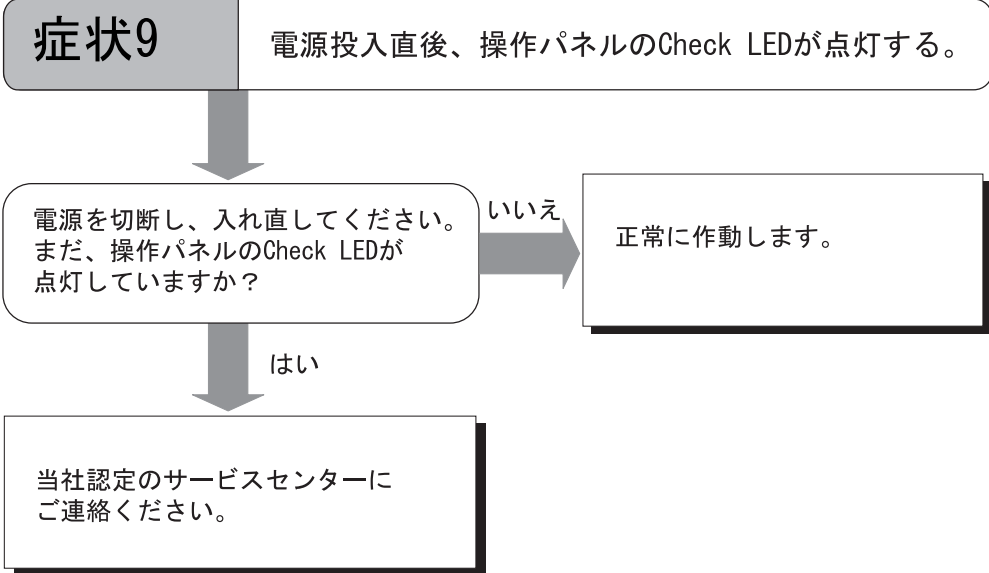 症状9
電源投入直後、操作パネルのCheck LEDが点灯する。
電源を切断し、入れ直してください。
まだ、操作パネルのCheck LEDが
点灯していますか？
いいえ
正常に作動します。
はい
当社認定のサービスセンターに
ご連絡ください。